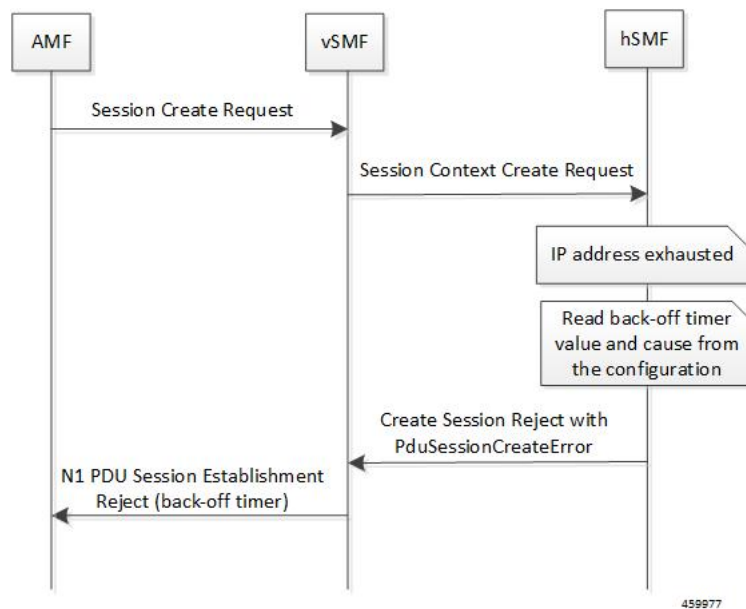 AMF
vSMF
hSMF
Session Create Request
Session Context Create Request
IP address exhausted
Read back-off timer
value and cause from
the configuration
Create Session Reject with
PduSessionCreateError
N1 PDU Session Establishment
Reject (back-off timer)
459977